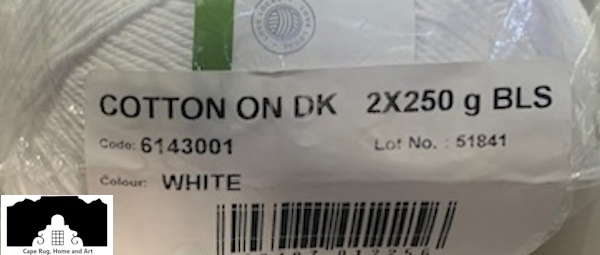 COTTON ON DK 2X250 g BLS
Code: 6143001 Lot No. : 51841
Colour: WHITE
Cape Rug, Home and Art